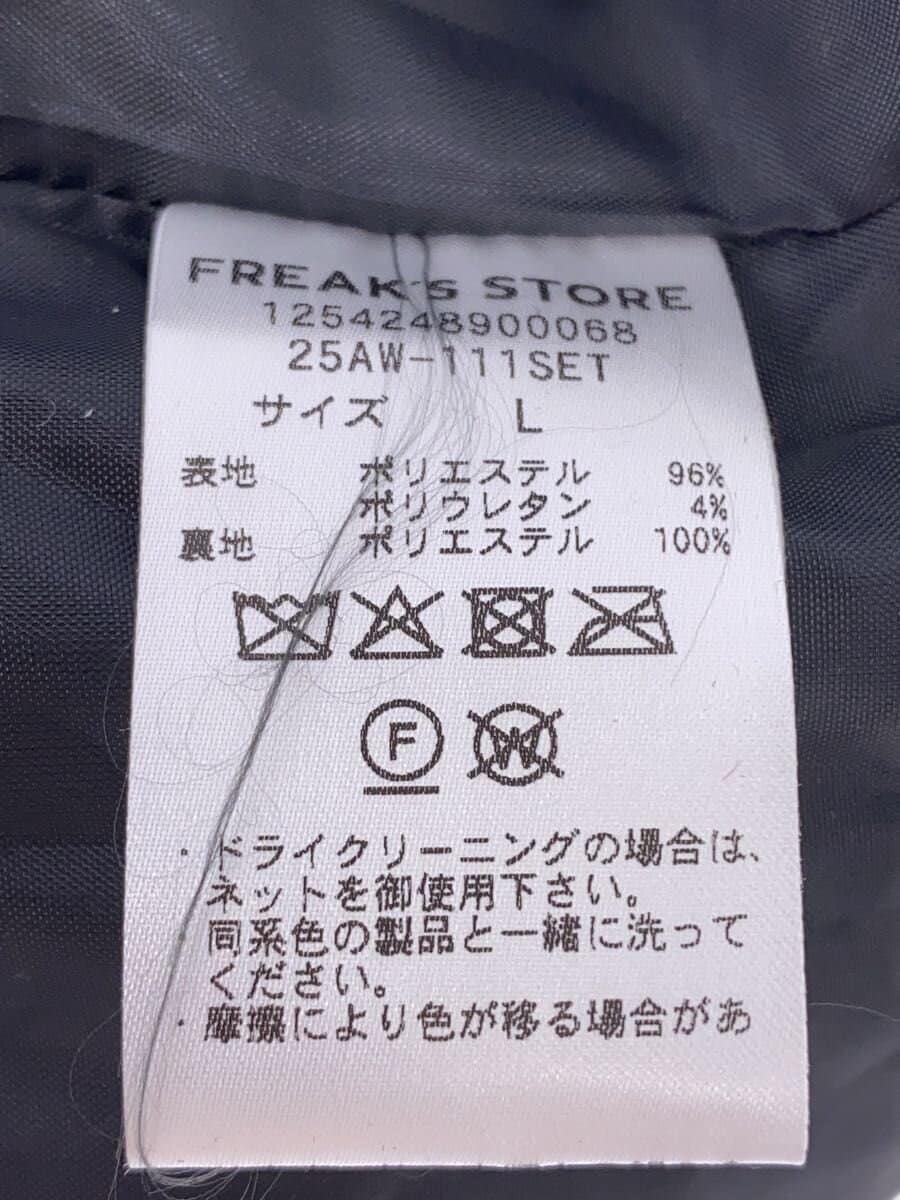 FREAK'S STORE
1254248900068
25AW-111SET
サイズ L
表地 ポリエステル 96%
ポリウレタン 4%
裏地 ポリエステル 100%
F W
・ドライクリーニングの場合は、
ネットを御使用下さい。
同系色の製品と一緒に洗って
ください。
・摩擦により色が移る場合があ